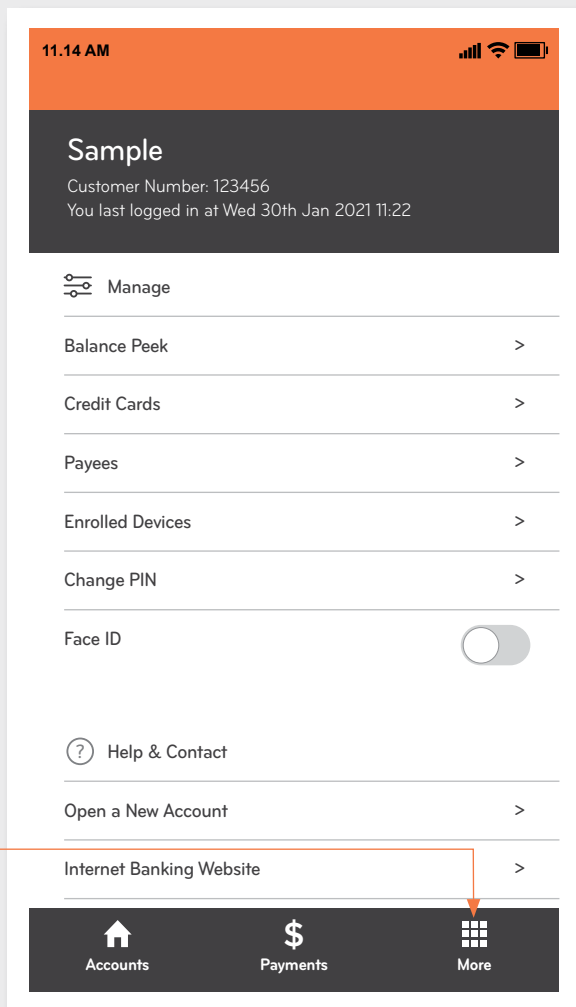 11.14 AM
Sample
Customer Number: 123456
You last logged in at Wed 30th Jan 2021 11:22
Manage
Balance Peek >
Credit Cards >
Payees >
Enrolled Devices >
Change PIN >
Face ID
? Help & Contact
Open a New Account >
Internet Banking Website >
$
Accounts Payments More